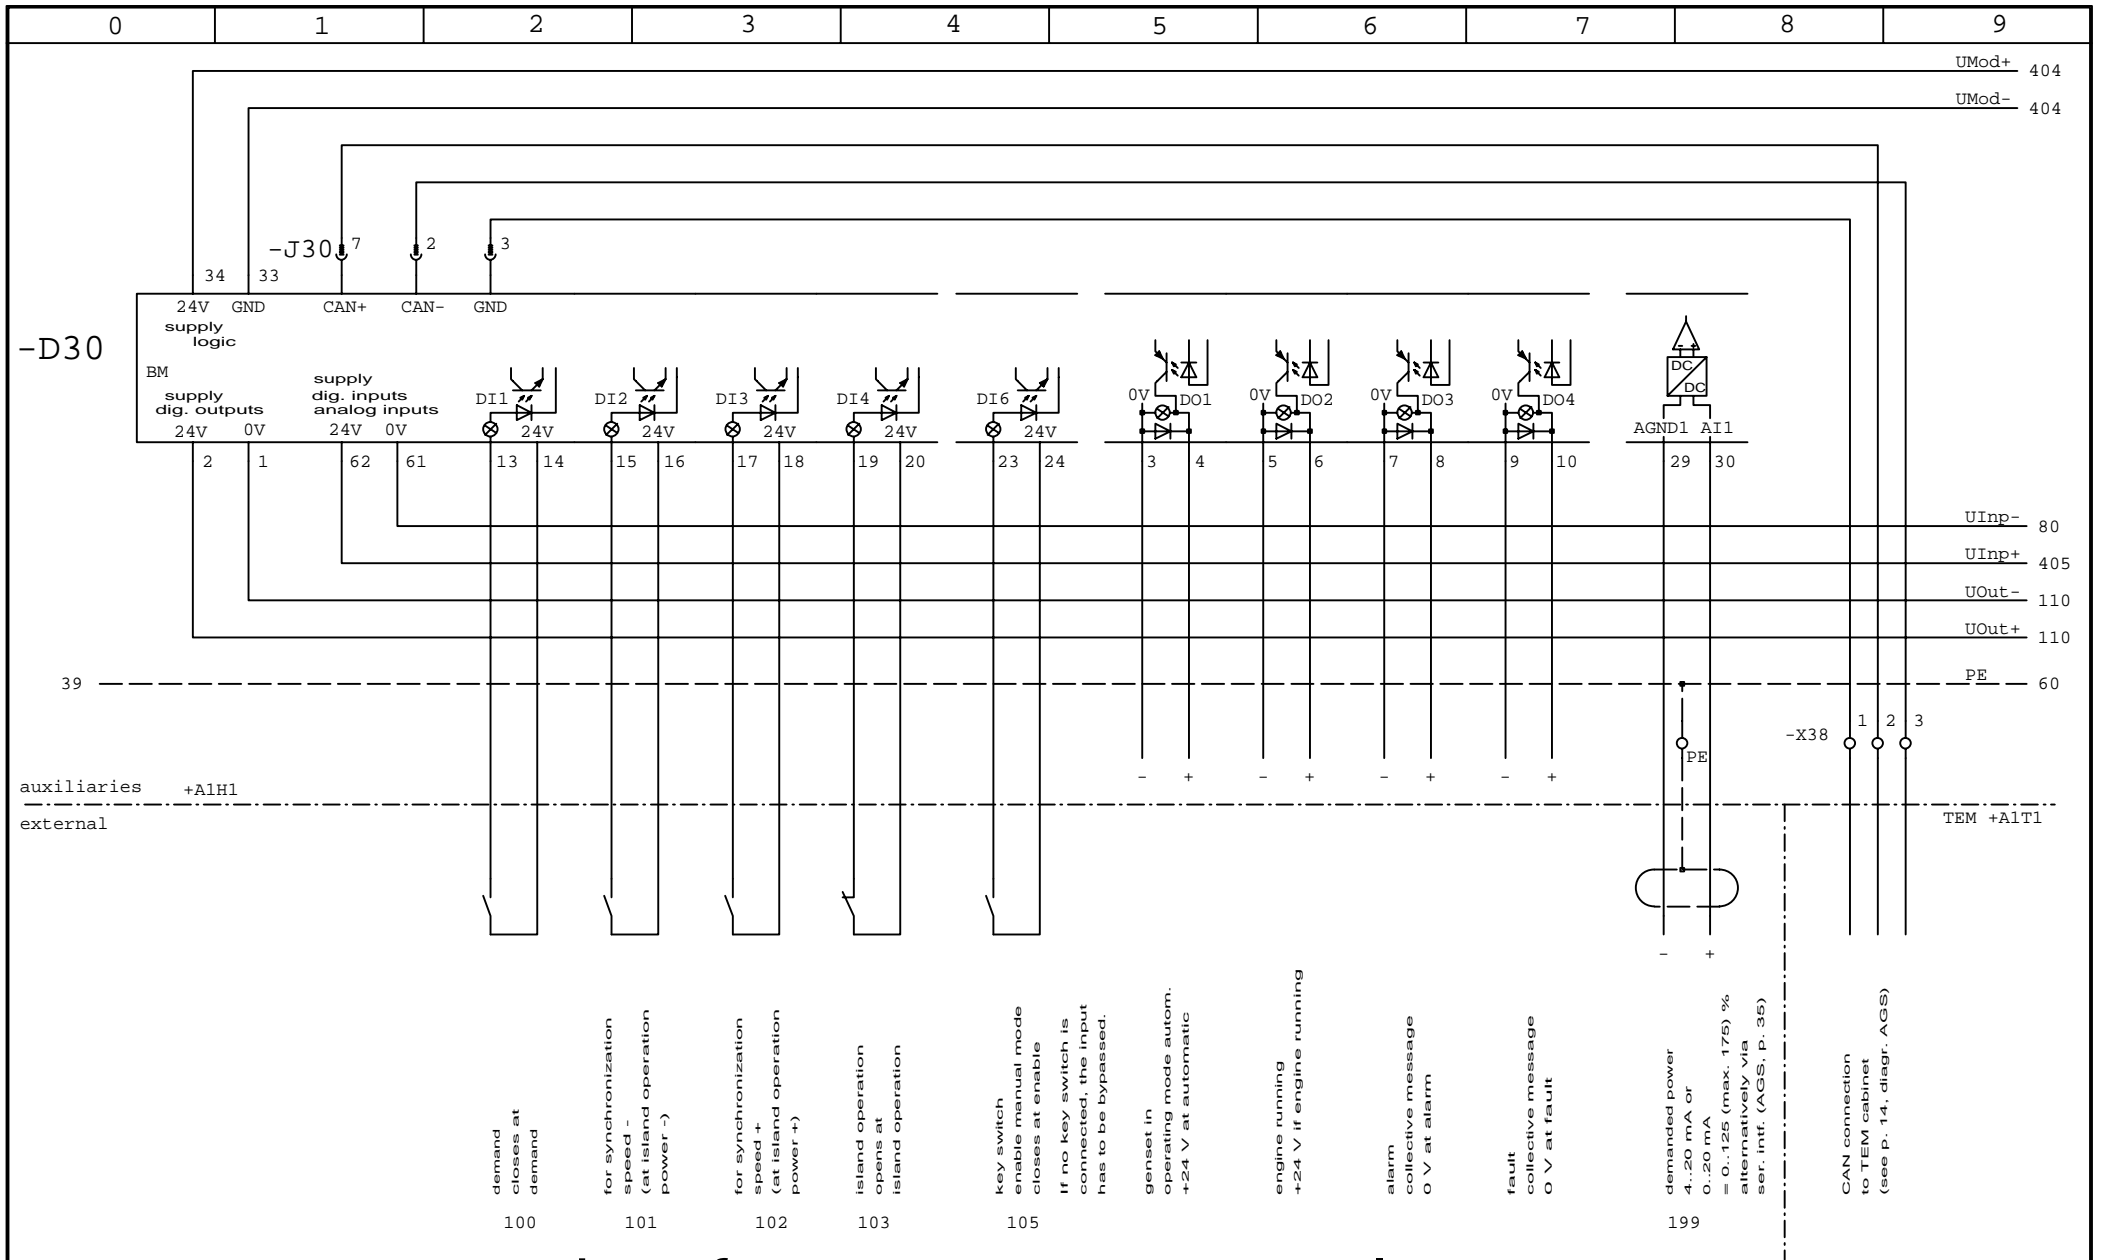 0 1 2 3 4 5 6 7 8 9
UMod+ 404
UMod- 404
-J30 7 2 3
34 33
24V GND CAN+ CAN- GND
supply
logic
-D30
BM
supply
dig. outputs
supply
dig. inputs
analog inputs
24V 0V 24V 0V
DI1 24V
DI2 24V
DI3 24V
DI4 24V
DI6 24V
0V DO1
0V DO2
0V DO3
0V DO4
DC
DC
AGND1 AI1
2 1 62 61 13 14 15 16 17 18 19 20 23 24 3 4 5 6 7 8 9 10 29 30
UInp- 80
UInp+ 405
UOut- 110
UOut+ 110
39 PE 60
-X38 1 2 3
PE
- + - + - + - +
auxiliaries +A1H1
external
TEM +A1T1
- +
demand
closes at
demand
for synchronization
speed -
(at island operation
power -)
for synchronization
speed +
(at island operation
power +)
island operation
opens at
island operation
key switch
enable manual mode
closes at enable
If no key switch is
connected, the input
has to be bypassed.
genset in
operating mode autom.
+24 V at automatic
engine running
+24 V if engine running
alarm
collective message
0 V at alarm
fault
collective message
0 V at fault
demanded power
4..20 mA or
0..20 mA
= 0..125 (max. 175) %
alternatively via
ser. intf. (AGS, p. 35)
CAN connection
to TEM cabinet
(see p. 14, diagr. AGS)
100 101 102 103 105 199